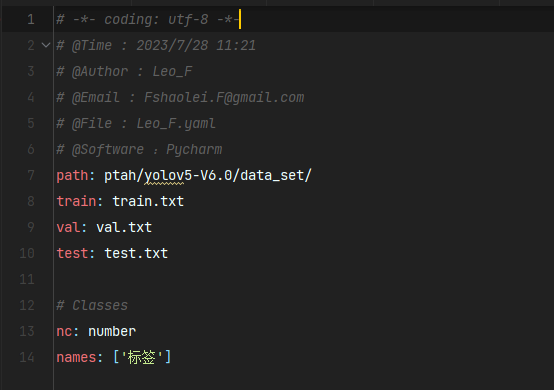 1 # -*- coding: utf-8 -*-
2 # @Time : 2023/7/28 11:21
3 # @Author : Leo_F
4 # @Email : Fshaolei.F@gmail.com
5 # @File : Leo_F.yaml
6 # @Software ：Pycharm
7 path: ptah/yolov5-V6.0/data_set/
8 train: train.txt
9 val: val.txt
10 test: test.txt
11
12 # Classes
13 nc: number
14 names: ['标签']